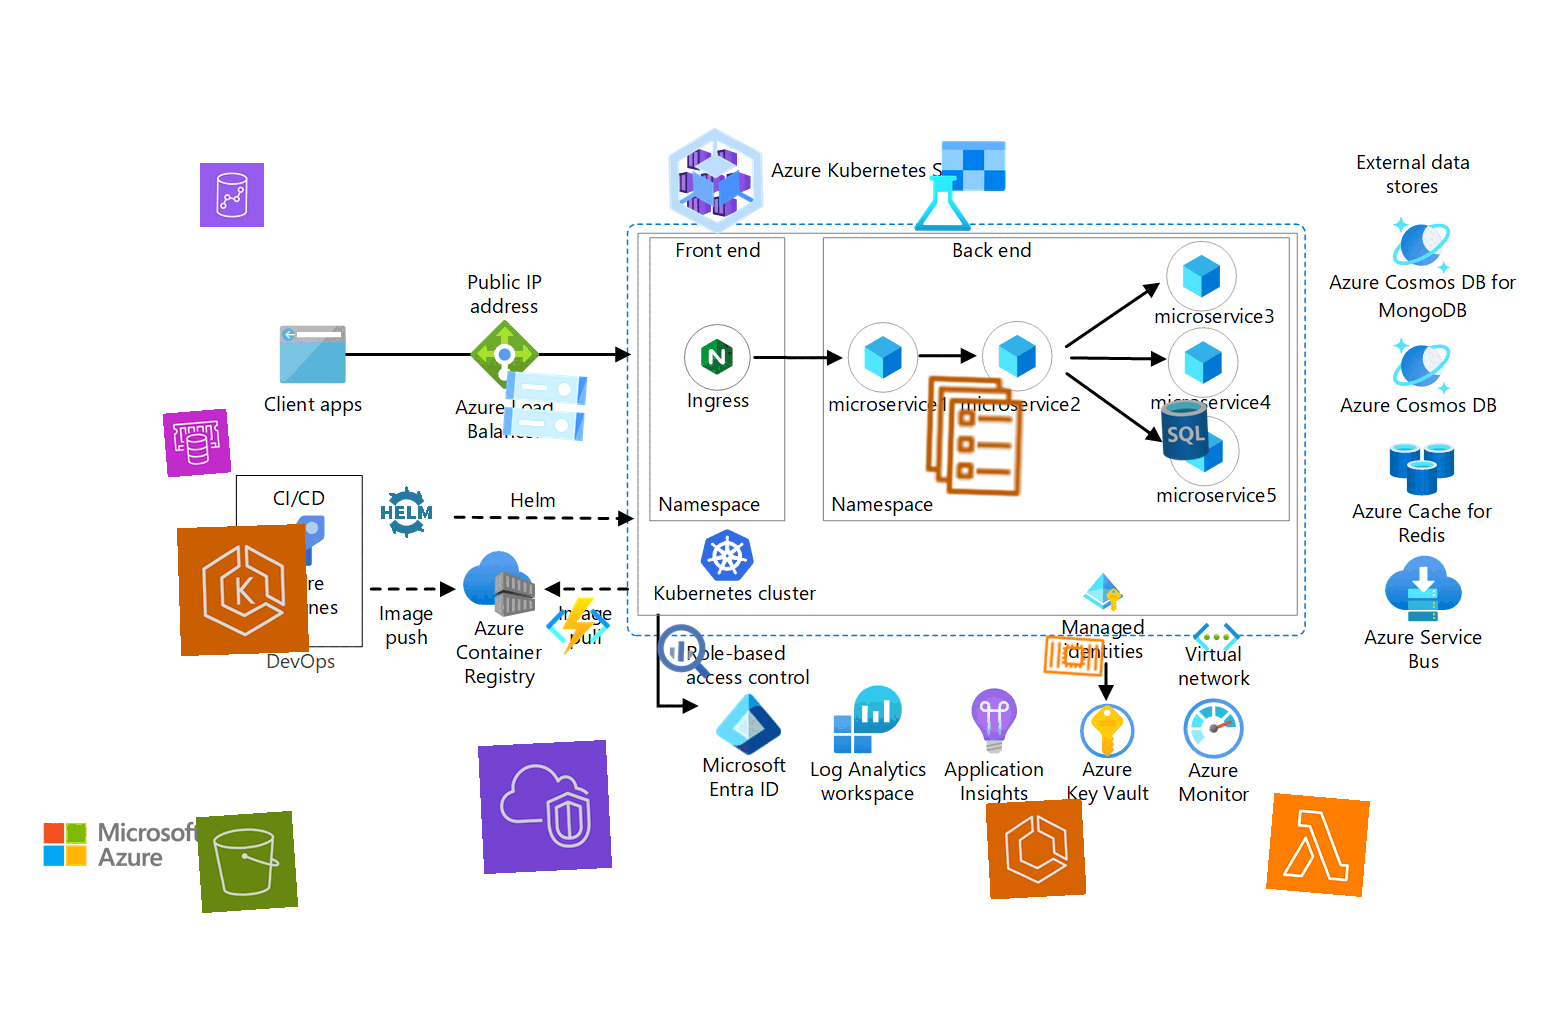 External data
stores
Azure Kubernetes S
Front end
Back end
Public IP
address
Azure Cosmos DB for
MongoDB
microservice3
Client apps
Azure Load
Balancer
Ingress
microservice1
microservice2
microservice4
Azure Cosmos DB
SQL
CI/CD
HELM
Helm
Namespace
Namespace
microservice5
Azure Cache for
Redis
K
Kubernetes cluster
Image
push
Image
pull
Azure
Container
Registry
DevOps
Managed
identities
Virtual
network
Azure Service
Bus
Role-based
access control
Microsoft
Entra ID
Log Analytics
workspace
Application
Insights
Azure
Key Vault
Azure
Monitor
Microsoft
Azure